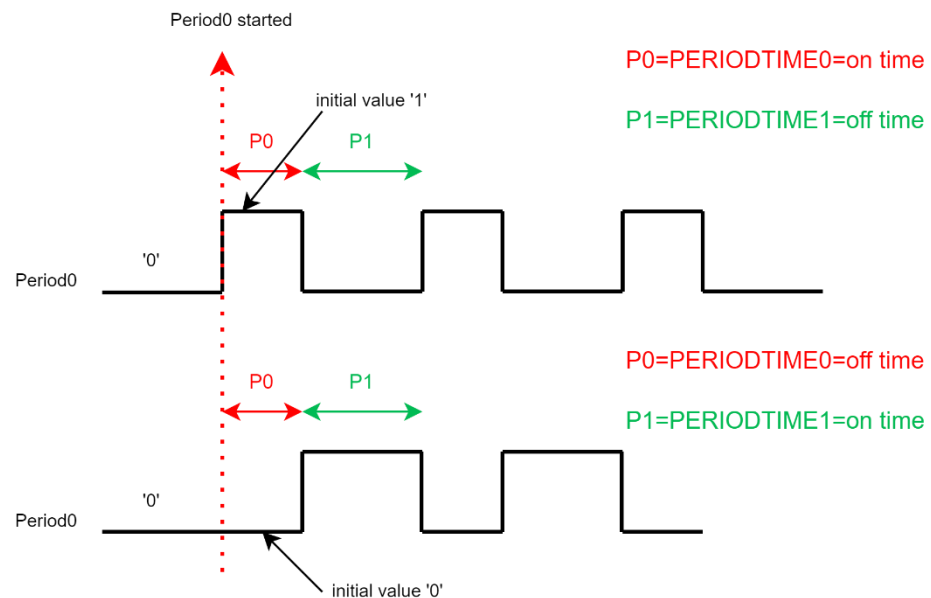 Period0 started
P0=PERIODTIME0=on time
initial value '1'
P1=PERIODTIME1=off time
P0
P1
'0'
Period0
P0=PERIODTIME0=off time
P0
P1
P1=PERIODTIME1=on time
'0'
Period0
initial value '0'